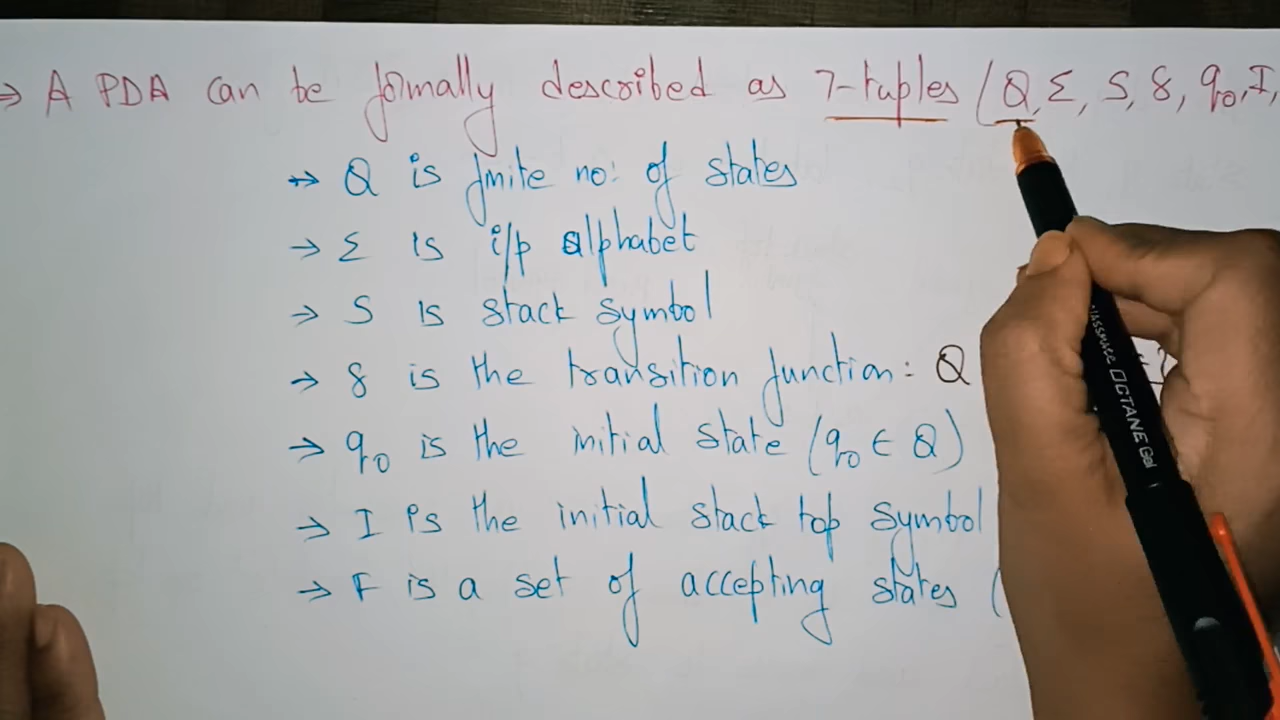 → A PDA can be formally described as 7-tuples (Q, Σ, S, δ, q0, I,
→ Q is finite no: of states
→ Σ is i/p alphabet
→ S is stack symbol
→ δ is the transition function: Q
→ q0 is the initial state (q0 ∈ Q)
→ I is the initial stack top symbol
→ F is a set of accepting states (
OCTANE Gel